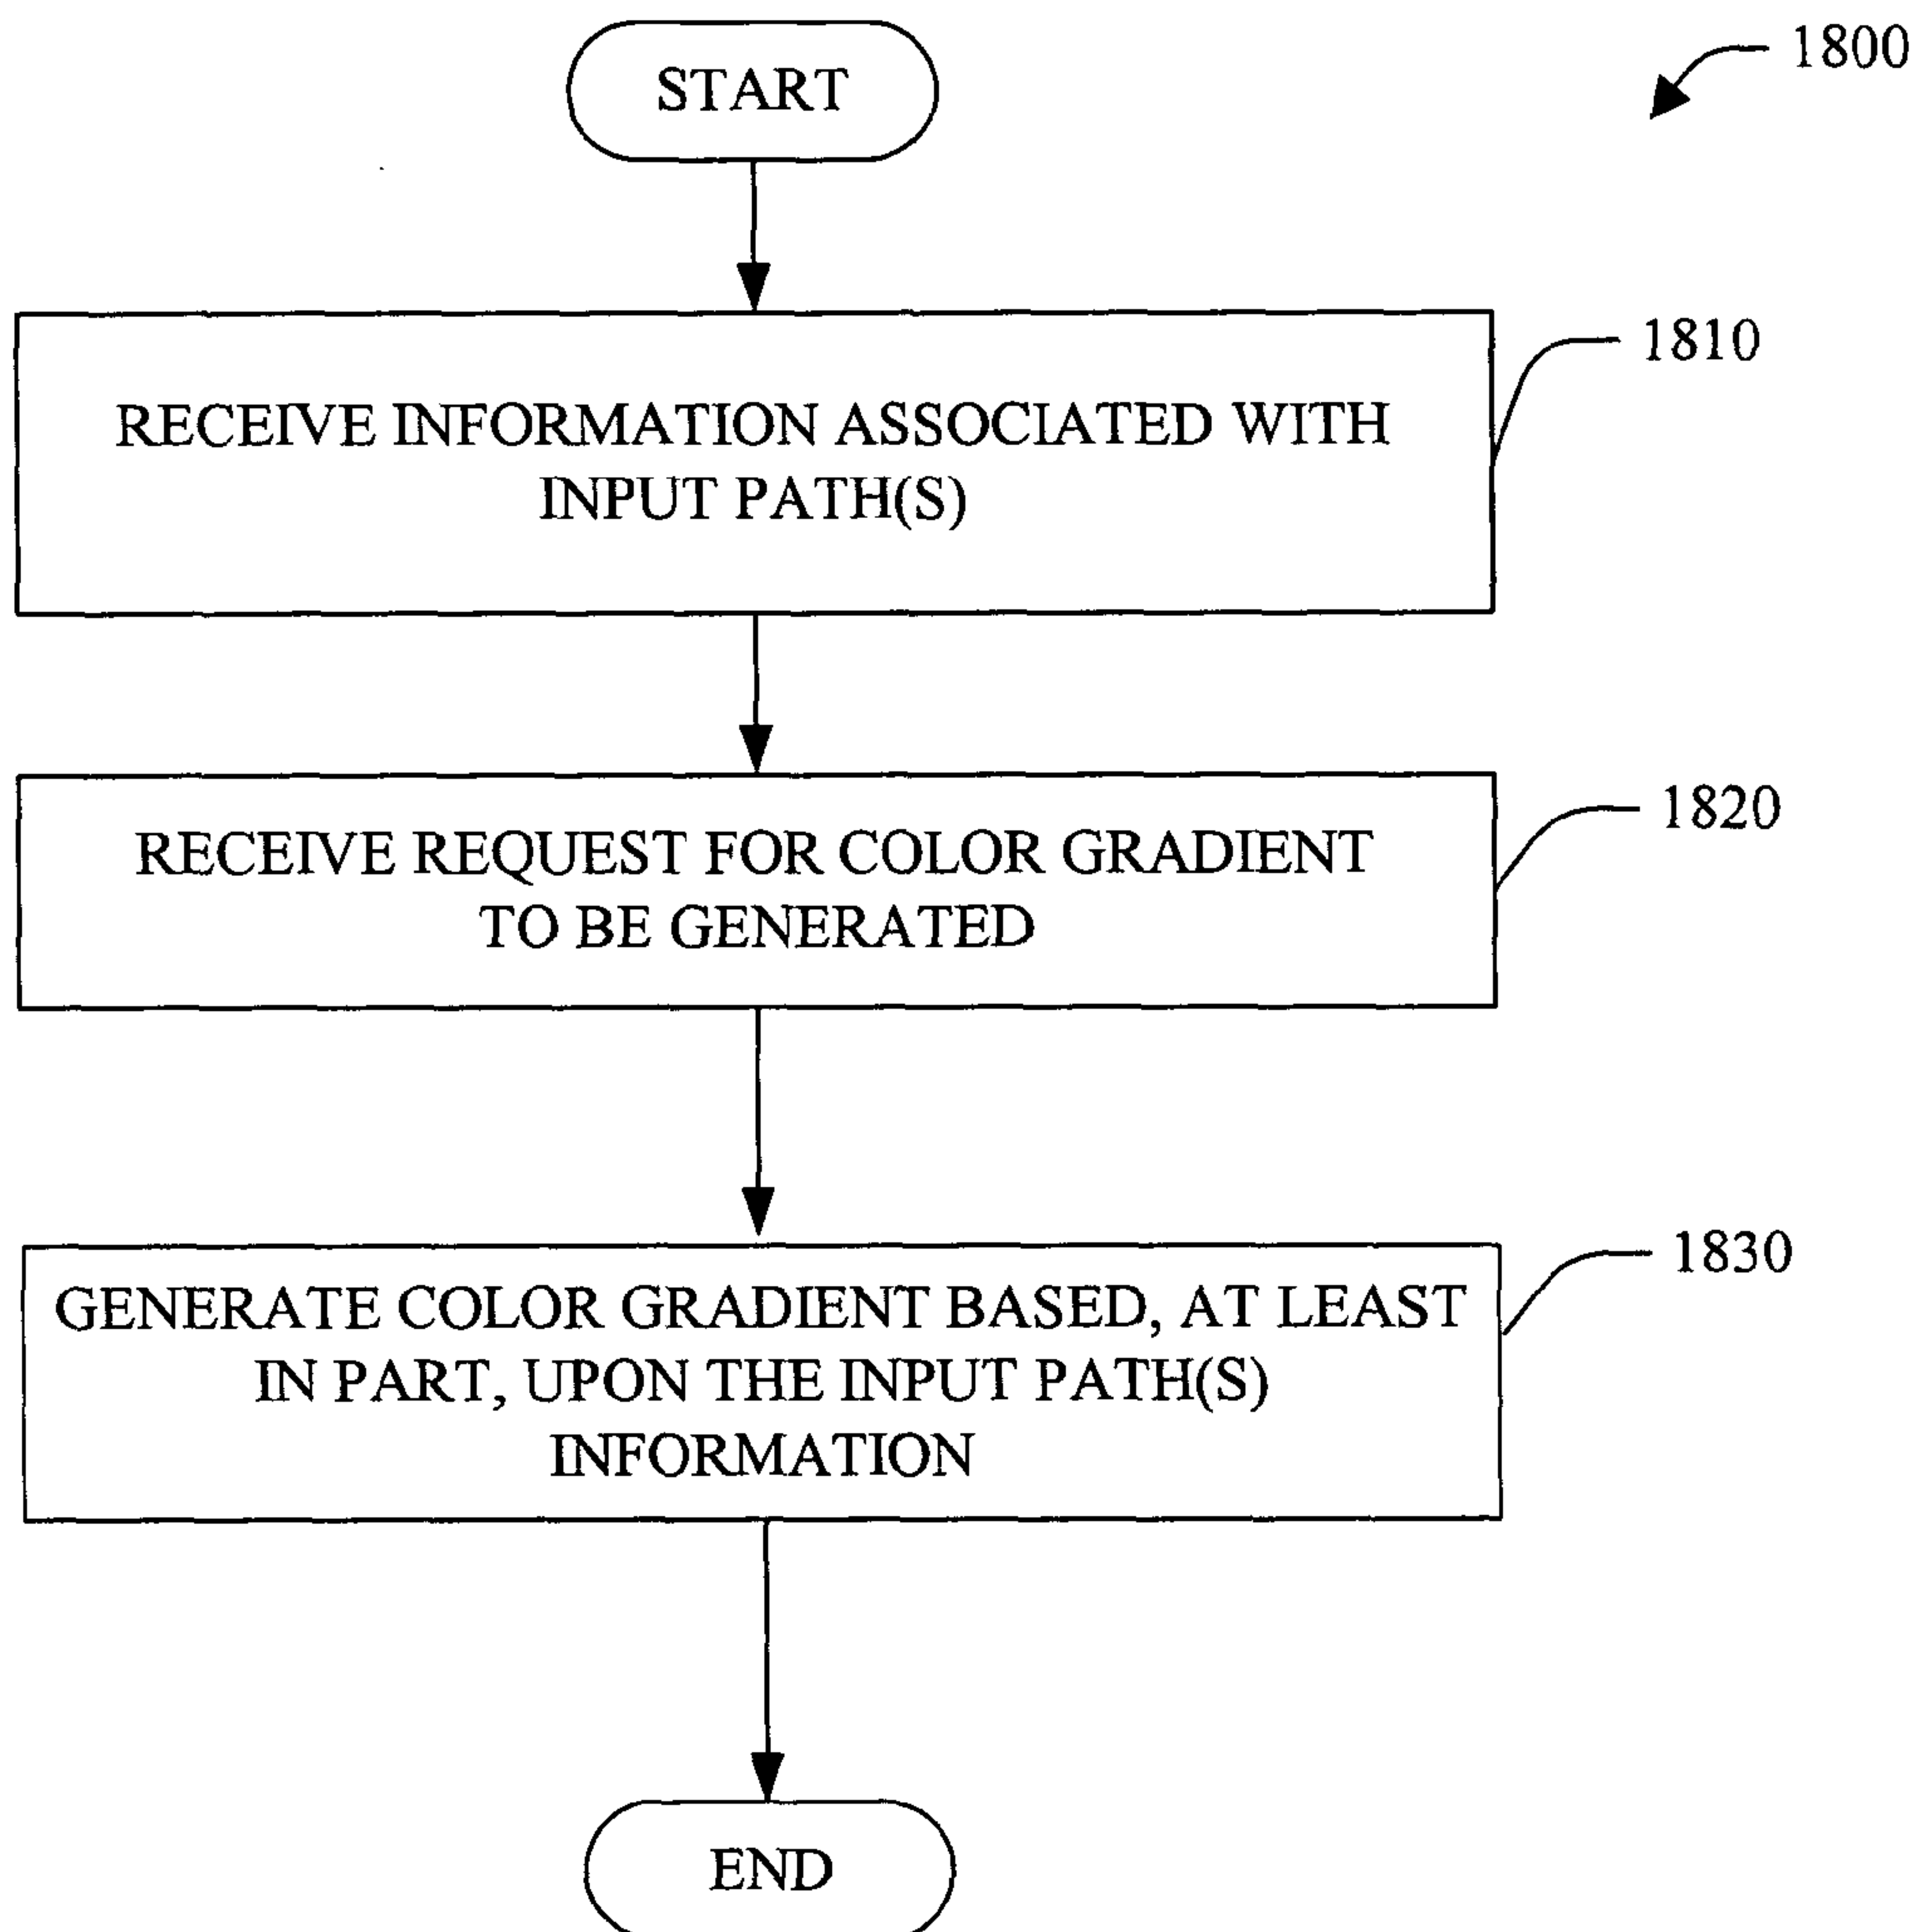 START
1800
RECEIVE INFORMATION ASSOCIATED WITH
INPUT PATH(S)
1810
RECEIVE REQUEST FOR COLOR GRADIENT
TO BE GENERATED
1820
GENERATE COLOR GRADIENT BASED, AT LEAST
IN PART, UPON THE INPUT PATH(S)
INFORMATION
1830
END